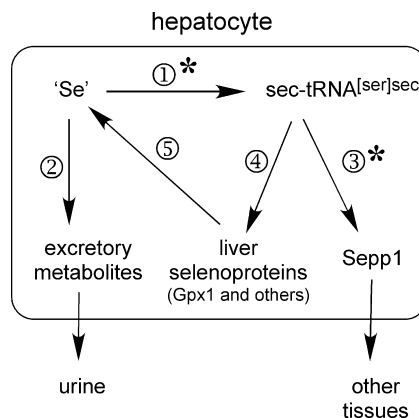 hepatocyte
①*
'Se'
sec-tRNA[ser]sec
②
⑤
④
③*
excretory
metabolites
liver
selenoproteins
(Gpx1 and others)
Sepp1
urine
other
tissues